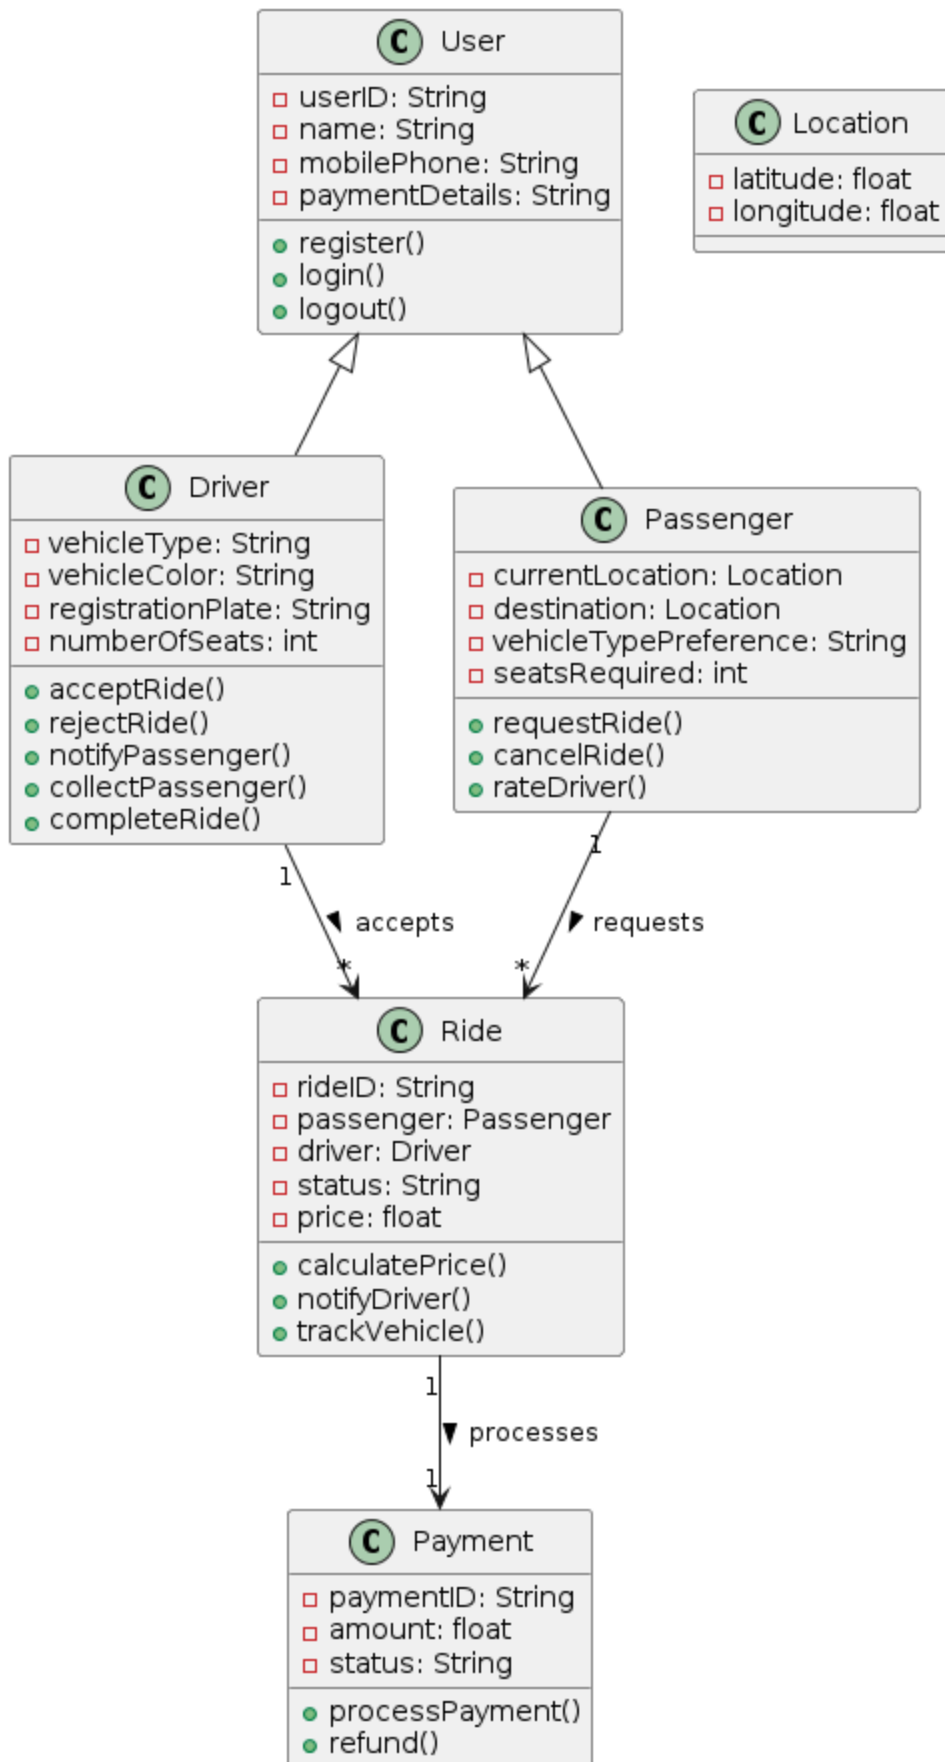 C User
userID: String
name: String
mobilePhone: String
paymentDetails: String
register()
login()
logout()
C Location
latitude: float
longitude: float
C Driver
vehicleType: String
vehicleColor: String
registrationPlate: String
numberOfSeats: int
acceptRide()
rejectRide()
notifyPassenger()
collectPassenger()
completeRide()
C Passenger
currentLocation: Location
destination: Location
vehicleTypePreference: String
seatsRequired: int
requestRide()
cancelRide()
rateDriver()
1
accepts
*
1
requests
*
C Ride
rideID: String
passenger: Passenger
driver: Driver
status: String
price: float
calculatePrice()
notifyDriver()
trackVehicle()
1
processes
1
C Payment
paymentID: String
amount: float
status: String
processPayment()
refund()